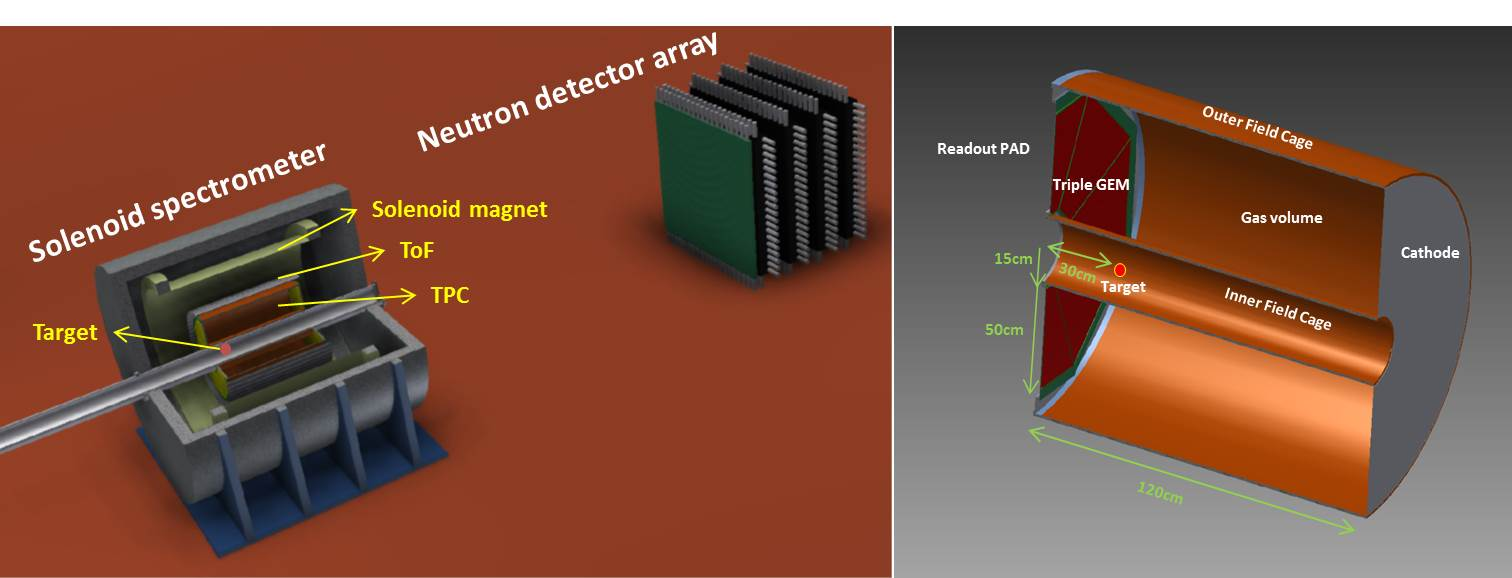 Neutron detector array
Solenoid spectrometer
Solenoid magnet
ToF
TPC
Target
Outer Field Cage
Readout PAD
Triple GEM
Gas volume
Cathode
15cm
30cm
Target
Inner Field Cage
50cm
120cm